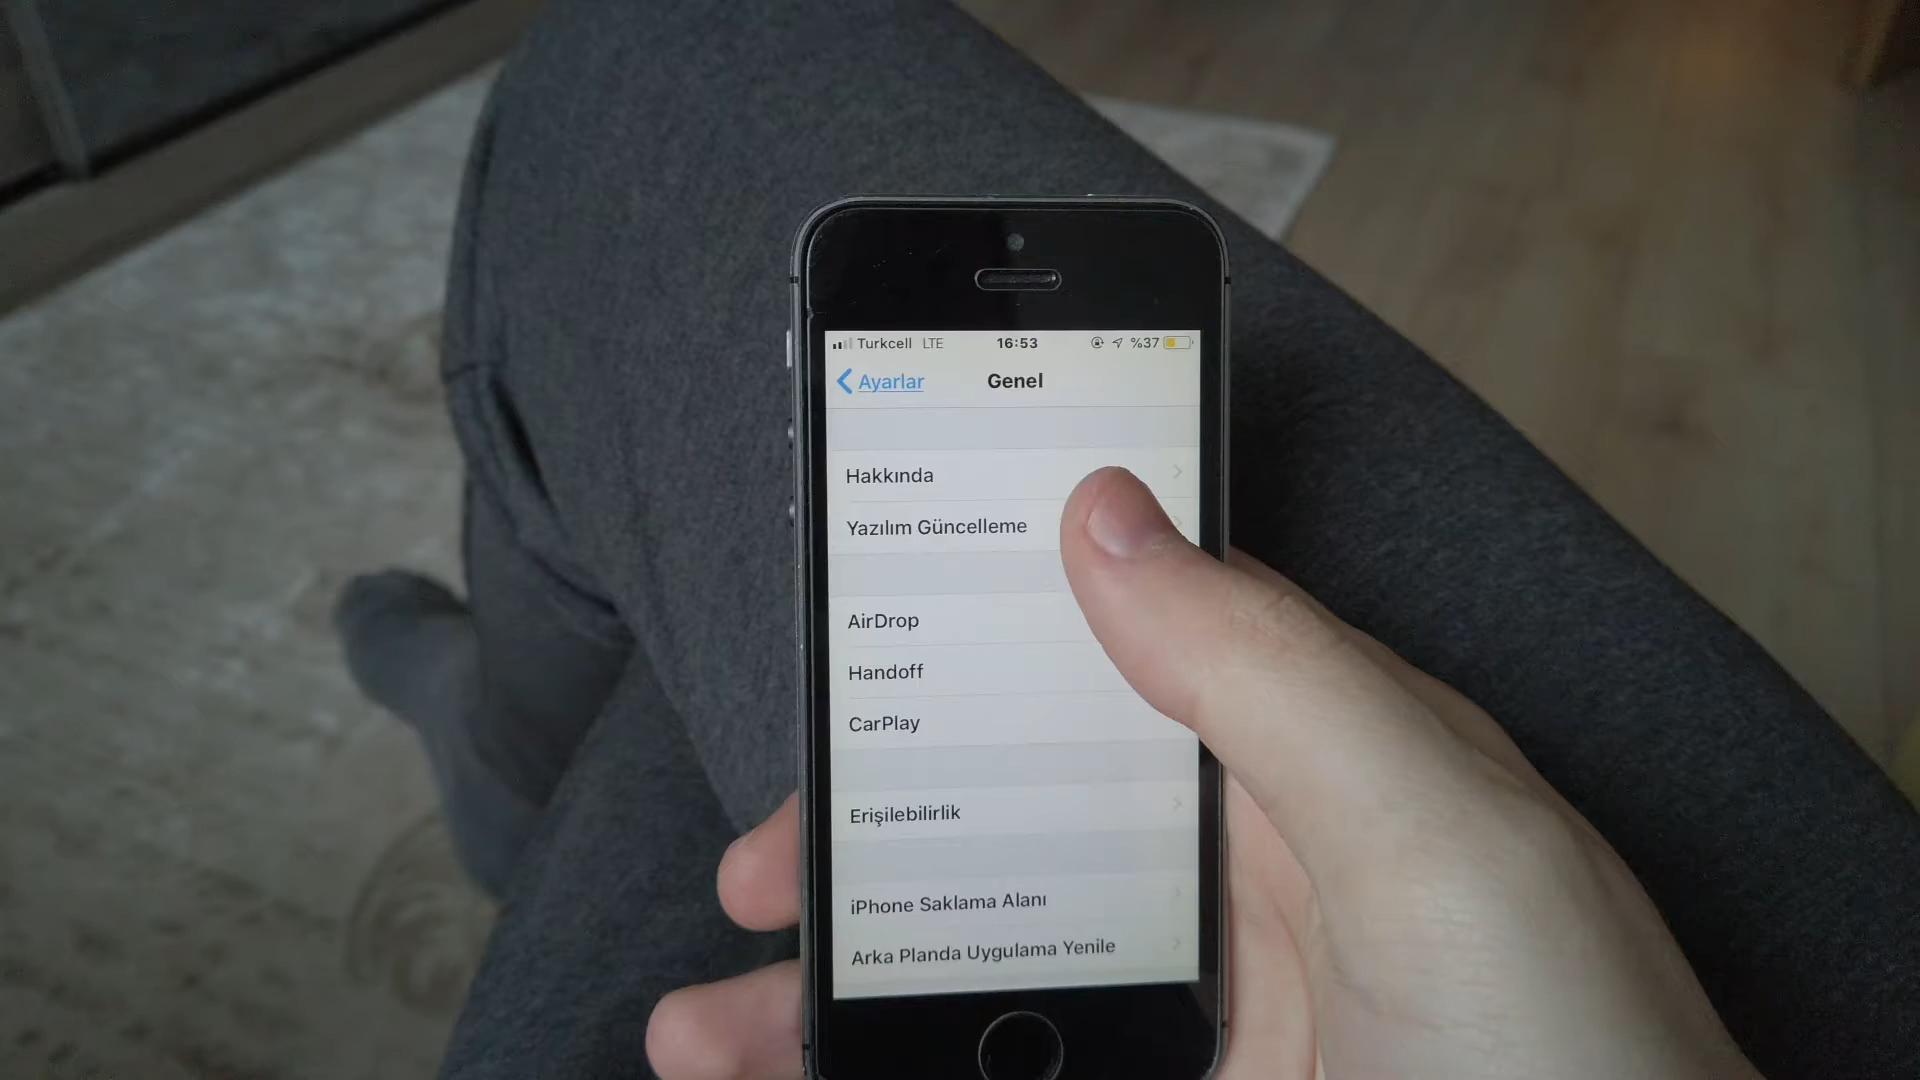 Turkcell LTE 16:53 %37
Ayarlar Genel
Hakkında
Yazılım Güncelleme
AirDrop
Handoff
CarPlay
Erişilebilirlik
iPhone Saklama Alanı
Arka Planda Uygulama Yenile